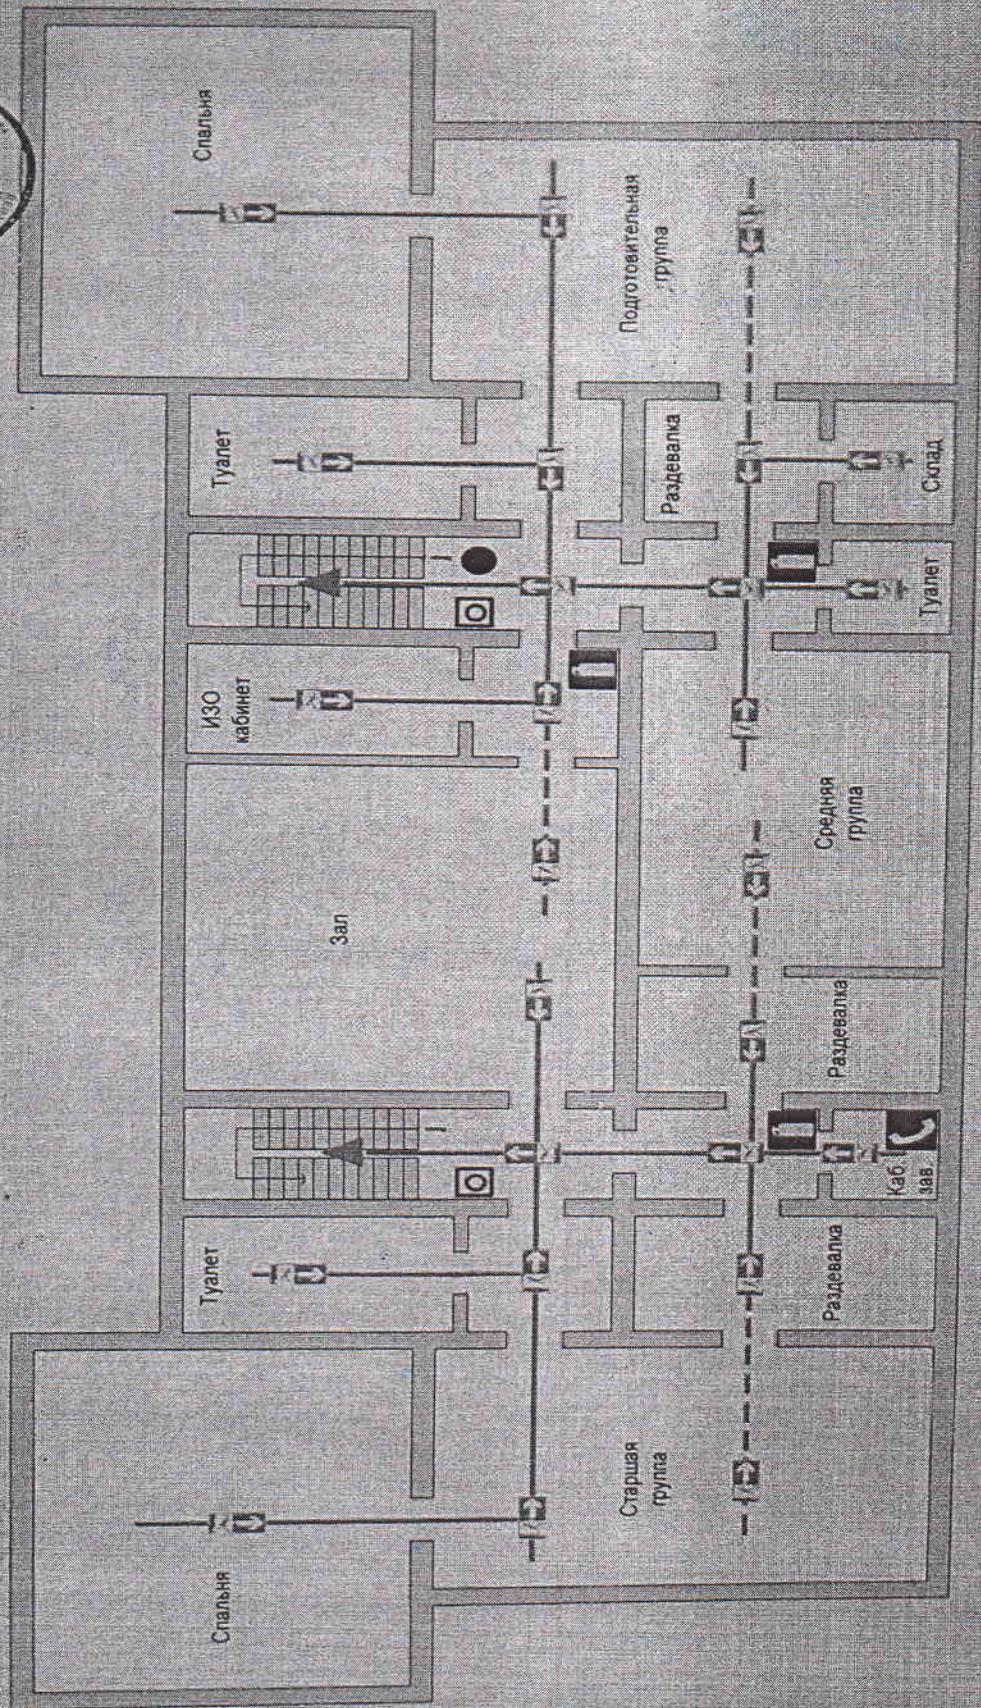 Спальня
Туалет
Зал
ИЗО
кабинет
Туалет
Спальня
Старшая
группа
Раздевалка
Каб.
зав.
Раздевалка
Средняя
группа
Туалет
Раздевалка
Склад
Подготовительная
группа